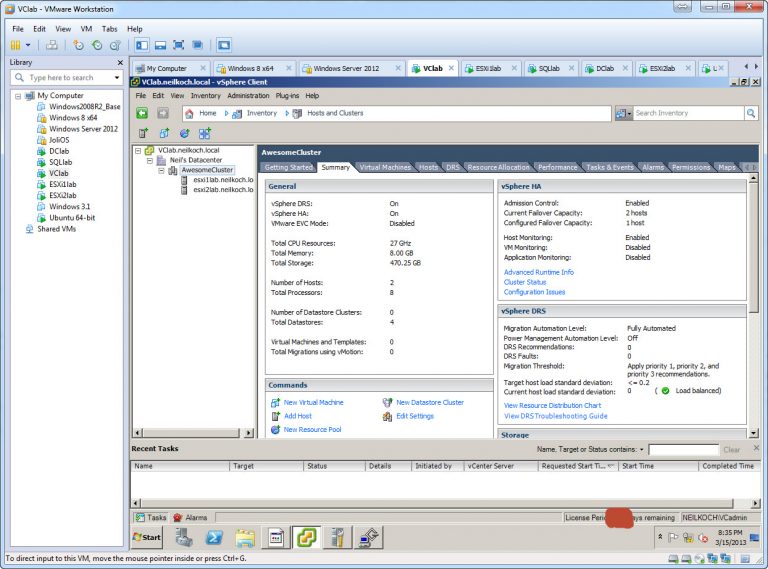 VClab - VMware Workstation
File Edit View VM Tabs Help
Library
Type here to search
My Computer
Windows2008R2_Base
Windows 8 x64
Windows Server 2012
JoliOS
DClab
SQLlab
VClab
ESXi1lab
ESXi2lab
Windows 3.1
Ubuntu 64-bit
Shared VMs
My Computer Windows 8 x64 Windows Server 2012 VClab ESXi1lab SQLlab DClab ESXi2lab
VClab.neilkoch.local - vSphere Client
File Edit View Inventory Administration Plug-ins Help
Home Inventory Hosts and Clusters Search Inventory
VClab.neilkoch.local
Neil's Datacenter
AwesomeCluster
esxi1lab.neilkoch.lo
esxi2lab.neilkoch.lo
AwesomeCluster
Getting Started Summary Virtual Machines Hosts DRS Resource Allocation Performance Tasks & Events Alarms Permissions Maps
General
vSphere DRS: On
vSphere HA: On
VMware EVC Mode: Disabled
Total CPU Resources: 27 GHz
Total Memory: 8.00 GB
Total Storage: 470.25 GB
Number of Hosts: 2
Total Processors: 8
Number of Datastore Clusters: 0
Total Datastores: 4
Virtual Machines and Templates: 0
Total Migrations using vMotion: 0
Commands
New Virtual Machine New Datastore Cluster
Add Host Edit Settings
New Resource Pool
vSphere HA
Admission Control: Enabled
Current Failover Capacity: 2 hosts
Configured Failover Capacity: 1 host
Host Monitoring: Enabled
VM Monitoring: Disabled
Application Monitoring: Disabled
Advanced Runtime Info
Cluster Status
Configuration Issues
vSphere DRS
Migration Automation Level: Fully Automated
Power Management Automation Level: Off
DRS Recommendations: 0
DRS Faults: 0
Migration Threshold: Apply priority 1, priority 2, and
priority 3 recommendations.
Target host load standard deviation: <= 0.2
Current host load standard deviation: 0 ( Load balanced)
View Resource Distribution Chart
View DRS Troubleshooting Guide
Storage
Recent Tasks Name, Target or Status contains: Clear
Name Target Status Details Initiated by vCenter Server Requested Start Ti... Start Time Completed Time
Tasks Alarms License Peri remaining NEILKOCH\VCadmin
Start 8:35 PM
3/15/2013
To direct input to this VM, move the mouse pointer inside or press Ctrl+G.